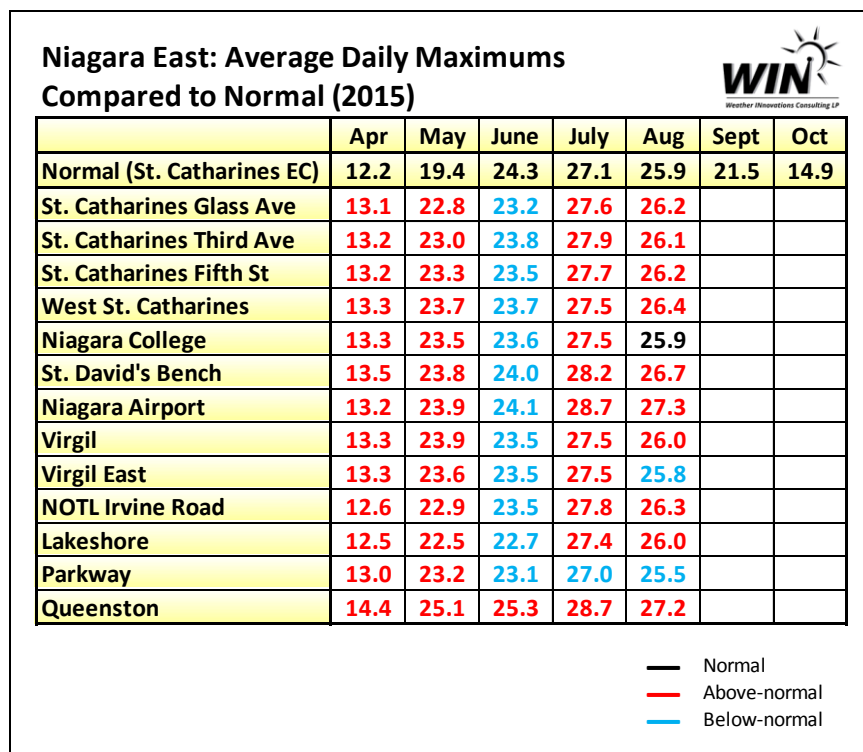 Niagara East: Average Daily Maximums
Compared to Normal (2015)
WIN
Weather INnovations Consulting LP
Apr May June July Aug Sept Oct
Normal (St. Catharines EC) 12.2 19.4 24.3 27.1 25.9 21.5 14.9
St. Catharines Glass Ave 13.1 22.8 23.2 27.6 26.2
St. Catharines Third Ave 13.2 23.0 23.8 27.9 26.1
St. Catharines Fifth St 13.2 23.3 23.5 27.7 26.2
West St. Catharines 13.3 23.7 23.7 27.5 26.4
Niagara College 13.3 23.5 23.6 27.5 25.9
St. David's Bench 13.5 23.8 24.0 28.2 26.7
Niagara Airport 13.2 23.9 24.1 28.7 27.3
Virgil 13.3 23.9 23.5 27.5 26.0
Virgil East 13.3 23.6 23.5 27.5 25.8
NOTL Irvine Road 12.6 22.9 23.5 27.8 26.3
Lakeshore 12.5 22.5 22.7 27.4 26.0
Parkway 13.0 23.2 23.1 27.0 25.5
Queenston 14.4 25.1 25.3 28.7 27.2
Normal
Above-normal
Below-normal